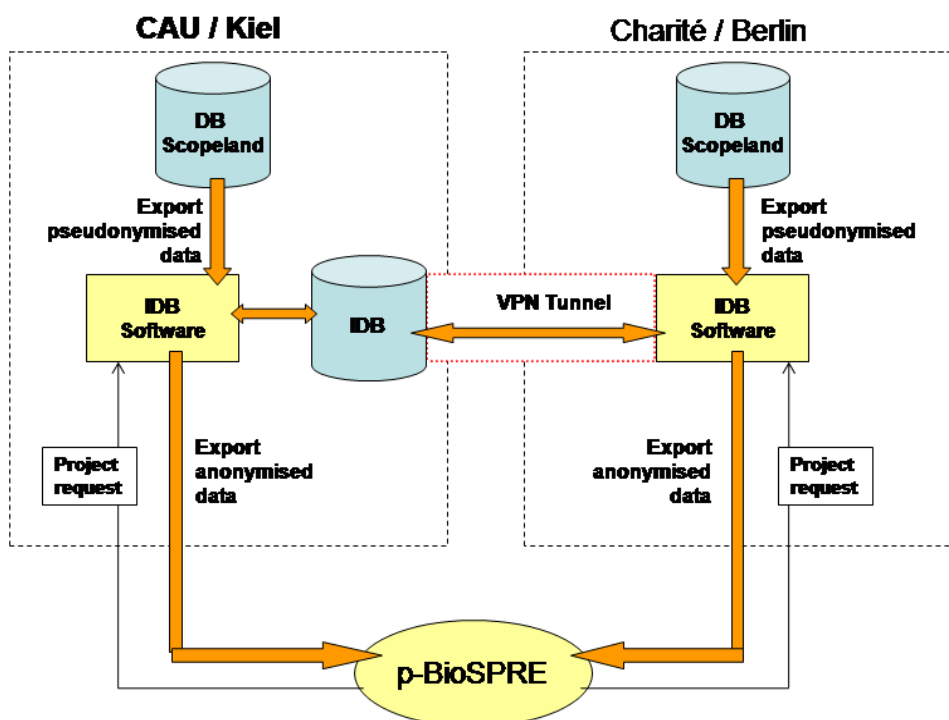 CAU / Kiel
Charité / Berlin
DB
Scopeland
DB
Scopeland
Export
pseudonymised
data
Export
pseudonymised
data
IDB
Software
IDB
VPN Tunnel
IDB
Software
Project
request
Export
anonymised
data
Export
anonymised
data
Project
request
p-BioSPRE